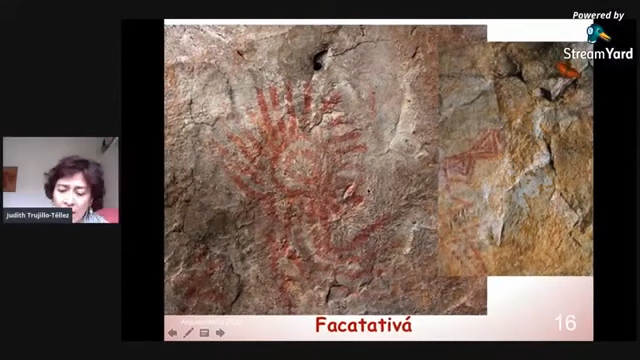 Powered by
StreamYard
Judith Trujillo-Téllez
Facatativá
16